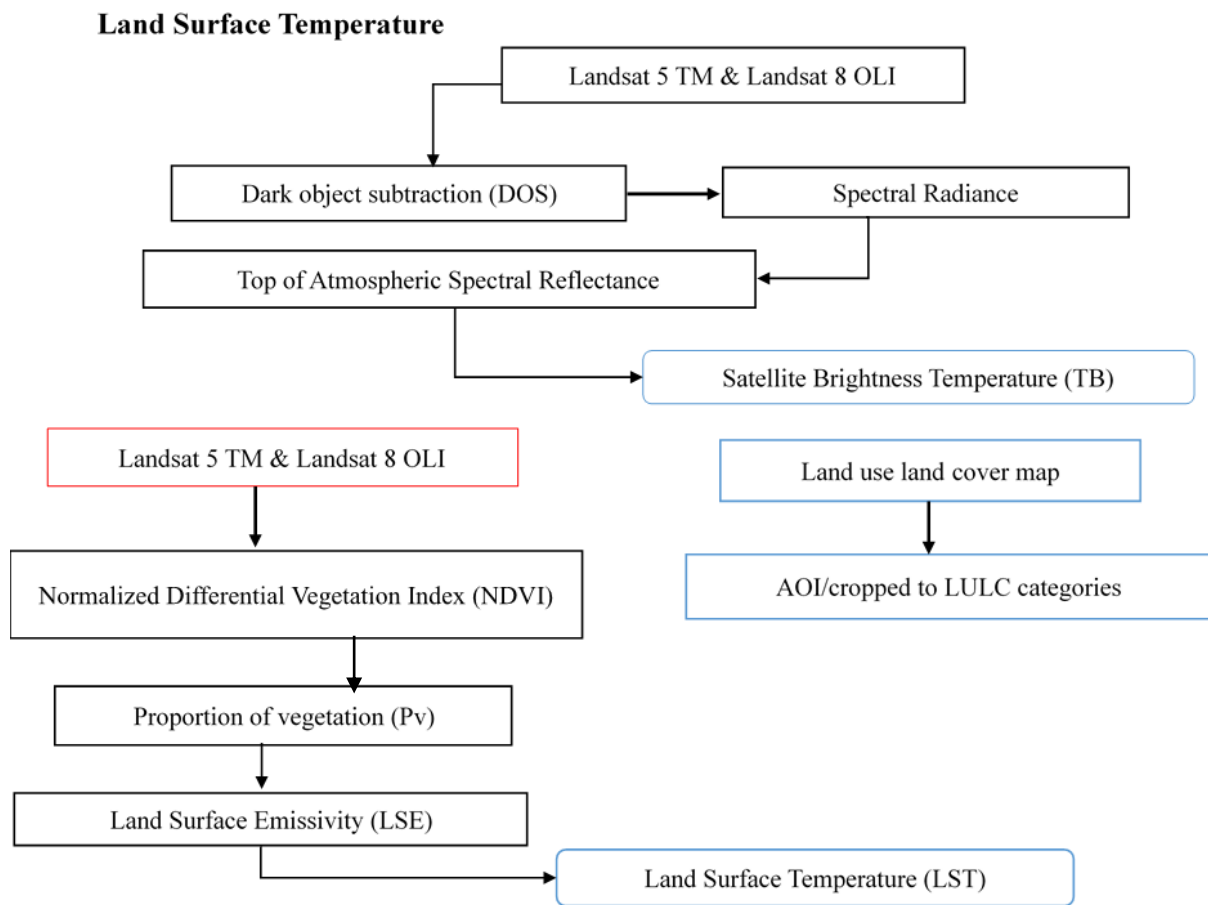 Land Surface Temperature
Landsat 5 TM & Landsat 8 OLI
Dark object subtraction (DOS)
Spectral Radiance
Top of Atmospheric Spectral Reflectance
Satellite Brightness Temperature (TB)
Landsat 5 TM & Landsat 8 OLI
Land use land cover map
Normalized Differential Vegetation Index (NDVI)
AOI/cropped to LULC categories
Proportion of vegetation (Pv)
Land Surface Emissivity (LSE)
Land Surface Temperature (LST)